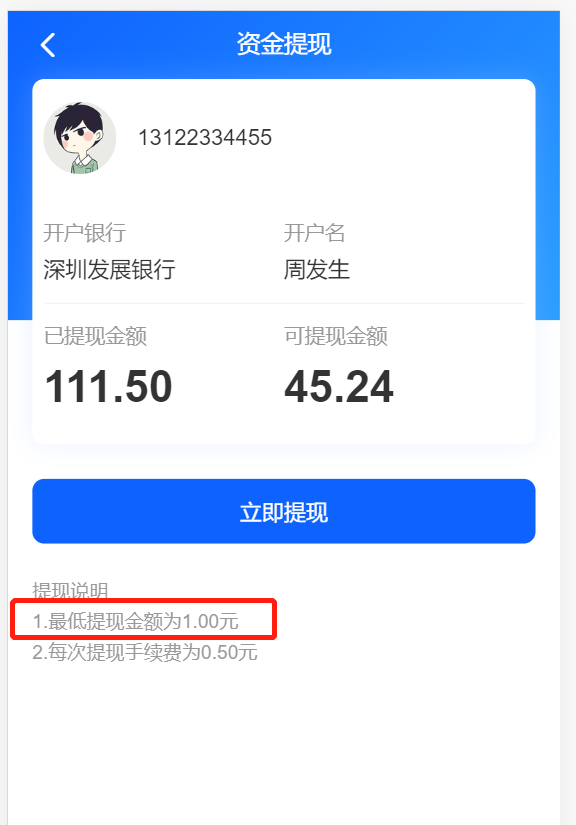 资金提现
13122334455
开户银行 开户名
深圳发展银行 周发生
已提现金额 可提现金额
111.50 45.24
立即提现
提现说明
1.最低提现金额为1.00元
2.每次提现手续费为0.50元